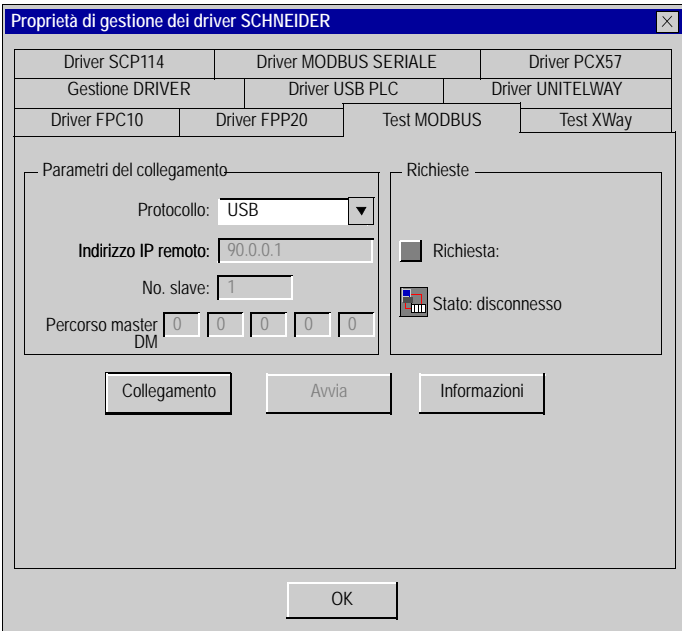 Proprietà di gestione dei driver SCHNEIDER
Driver SCP114 Driver MODBUS SERIALE Driver PCX57
Gestione DRIVER Driver USB PLC Driver UNITELWAY
Driver FPC10 Driver FPP20 Test MODBUS Test XWay
Parametri del collegamento Richieste
Protocollo: USB
Indirizzo IP remoto: 90.0.0.1 Richiesta:
No. slave: 1
Stato: disconnesso
Percorso master 0 0 0 0 0
DM
Collegamento Avvia Informazioni
OK